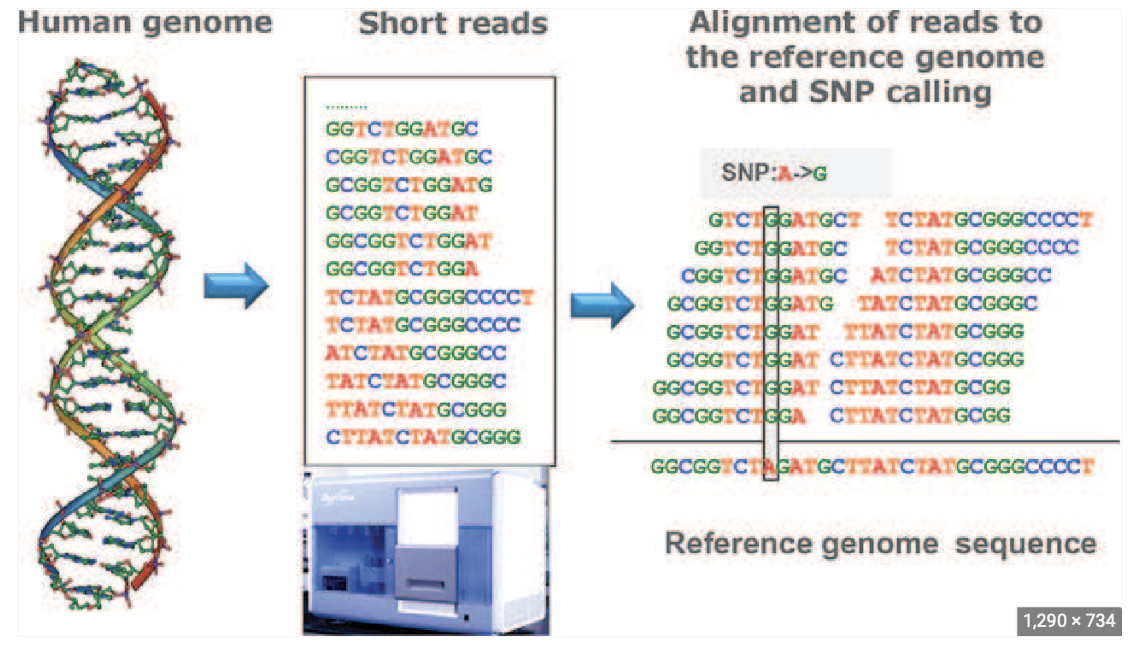 Human genome
Short reads
Alignment of reads to
the reference genome
and SNP calling
.........
GGTCTGGATGC
CGGTCTGGATGC
GCGGTCTGGATG
GCGGTCTGGAT
GGCGGTCTGGAT
GGCGGTCTGGA
TCTATGCGGGCCCCT
TCTATGCGGGCCCC
ATCTATGCGGGCC
TATCTATGCGGGC
TTATCTATGCGGG
CTTATCTATGCGGG
SNP:A->G
GTCTGGATGCT TCTATGCGGGCCCCT
GGTCTGGATGC TCTATGCGGGCCCC
CGGTCTGGATGC ATCTATGCGGGCC
GCGGTCTGGATG TATCTATGCGGGC
GCGGTCTGGAT TTATCTATGCGGG
GCGGTCTGGAT CTTATCTATGCGGG
GGCGGTCTGGAT CTTATCTATGCGG
GGCGGTCTGGA CTTATCTATGCGG
GGCGGTCTAGATGCTTATCTATGCGGGCCCCT
Reference genome sequence
1,290 × 734